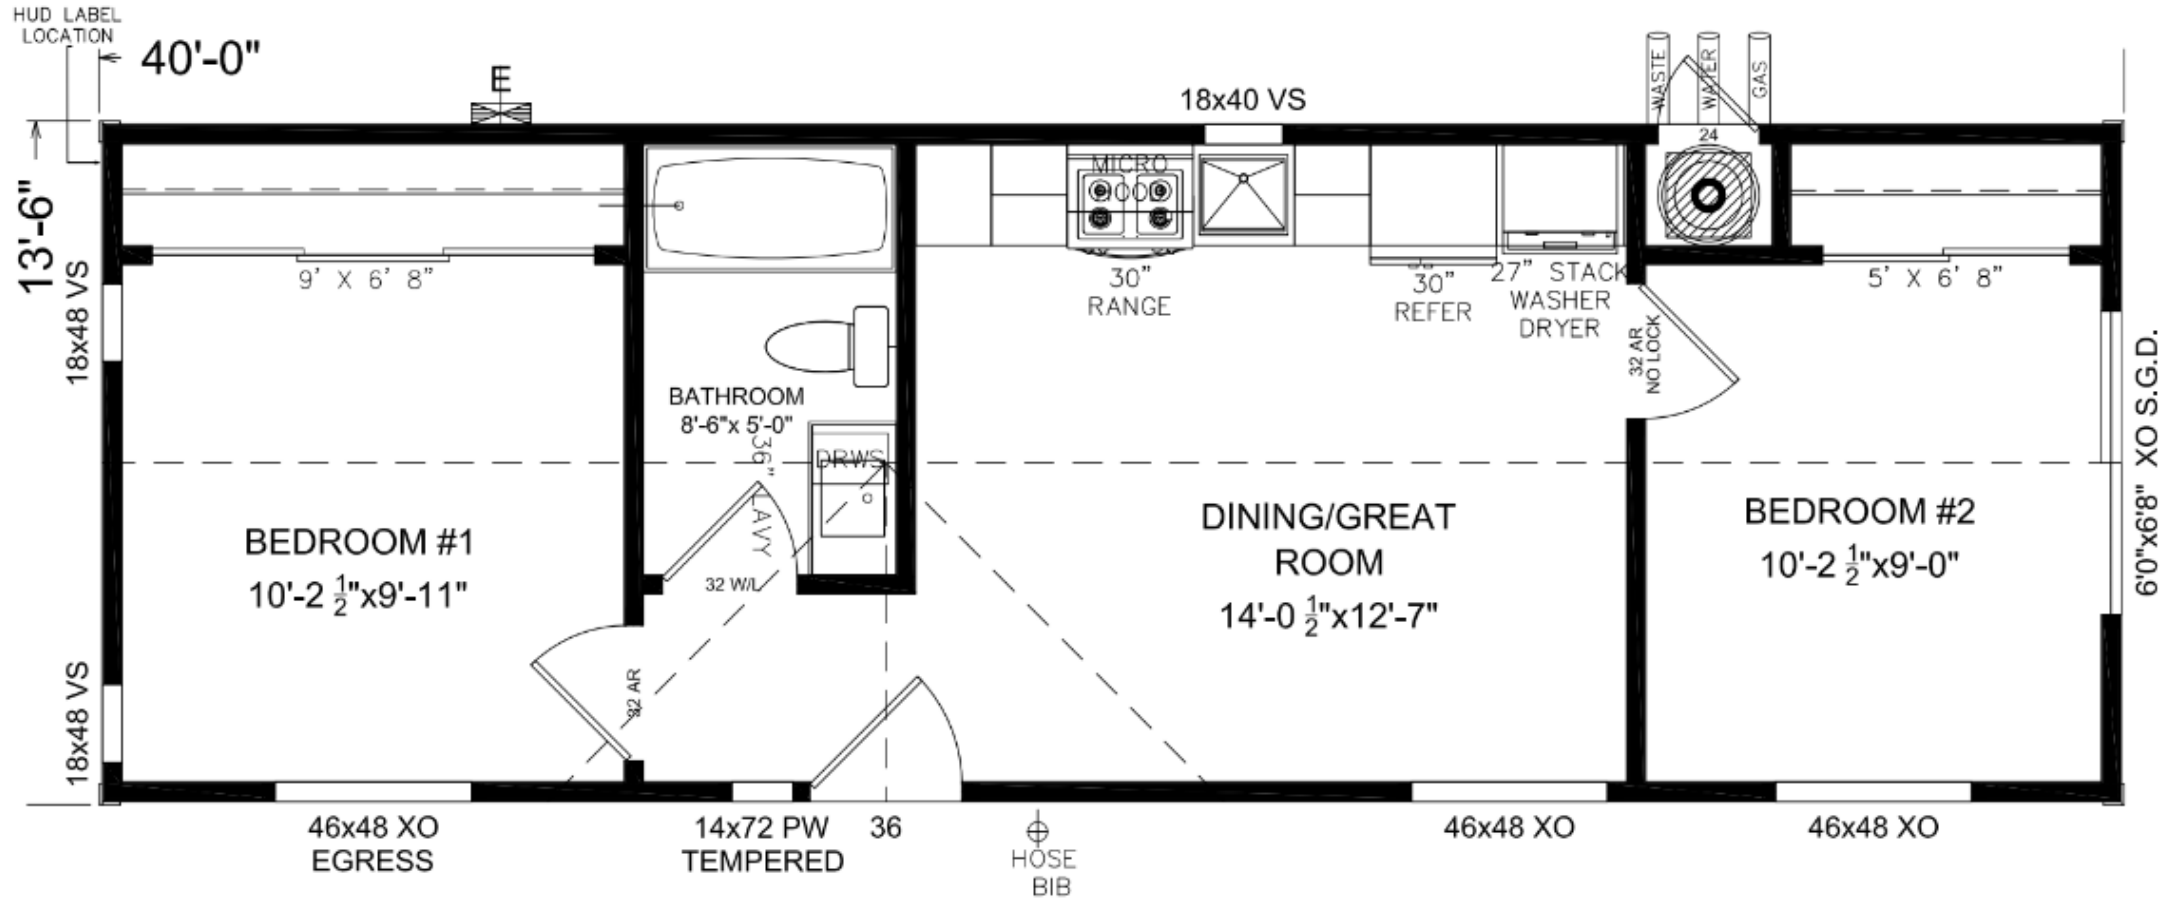 HUD LABEL
LOCATION
40'-0"
E
18x40 VS
WASTE
WATER
GAS
24
13'-6"
MICRO
HOOD
9' X 6' 8"
30"
RANGE
30"
REFER
27" STACK
WASHER
DRYER
5' X 6' 8"
18x48 VS
32 AR
NO LOCK
6'0"x6'8" XO S.G.D.
BATHROOM
8'-6"x 5'-0"
36"
LAVY
DRWS
BEDROOM #1
10'-2 1/2"x9'-11"
DINING/GREAT
ROOM
14'-0 1/2"x12'-7"
BEDROOM #2
10'-2 1/2"x9'-0"
32 W/L
32 AR
18x48 VS
46x48 XO
EGRESS
14x72 PW
TEMPERED
36
HOSE
BIB
46x48 XO
46x48 XO